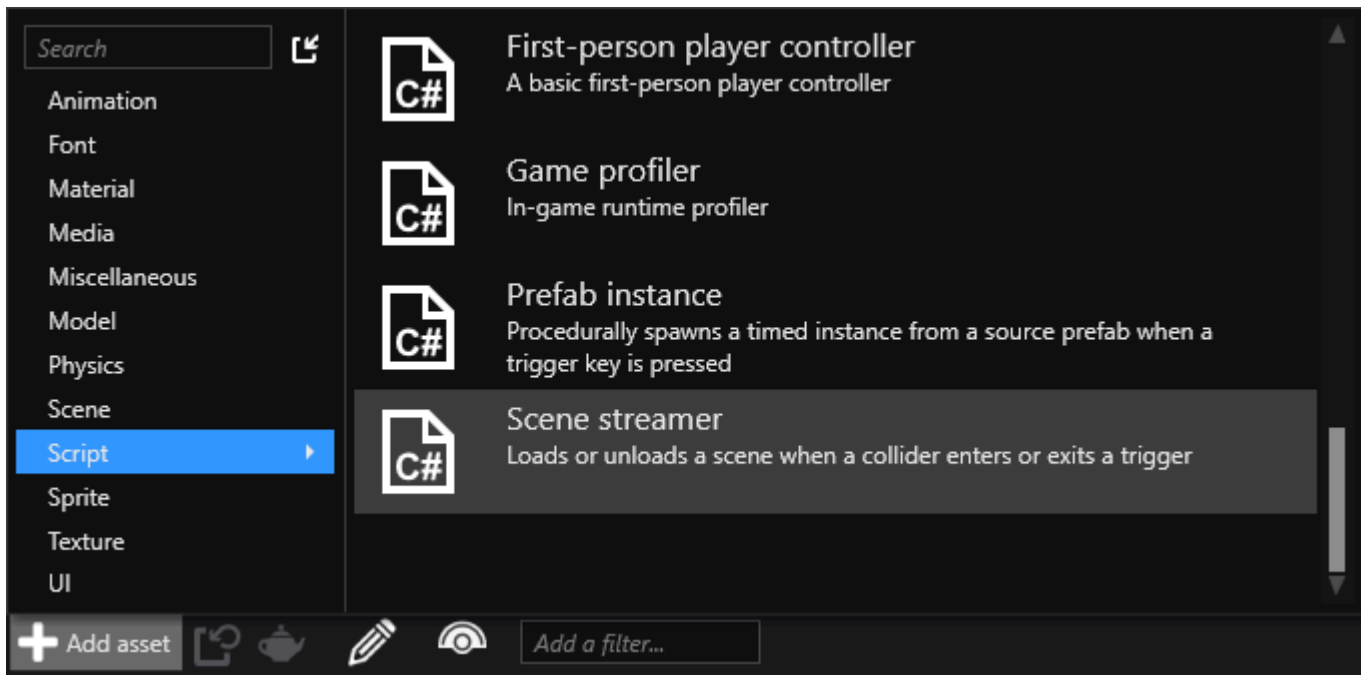 Search
Animation
Font
Material
Media
Miscellaneous
Model
Physics
Scene
Script
Sprite
Texture
UI
C#
First-person player controller
A basic first-person player controller
C#
Game profiler
In-game runtime profiler
C#
Prefab instance
Procedurally spawns a timed instance from a source prefab when a
trigger key is pressed
C#
Scene streamer
Loads or unloads a scene when a collider enters or exits a trigger
Add asset
Add a filter...